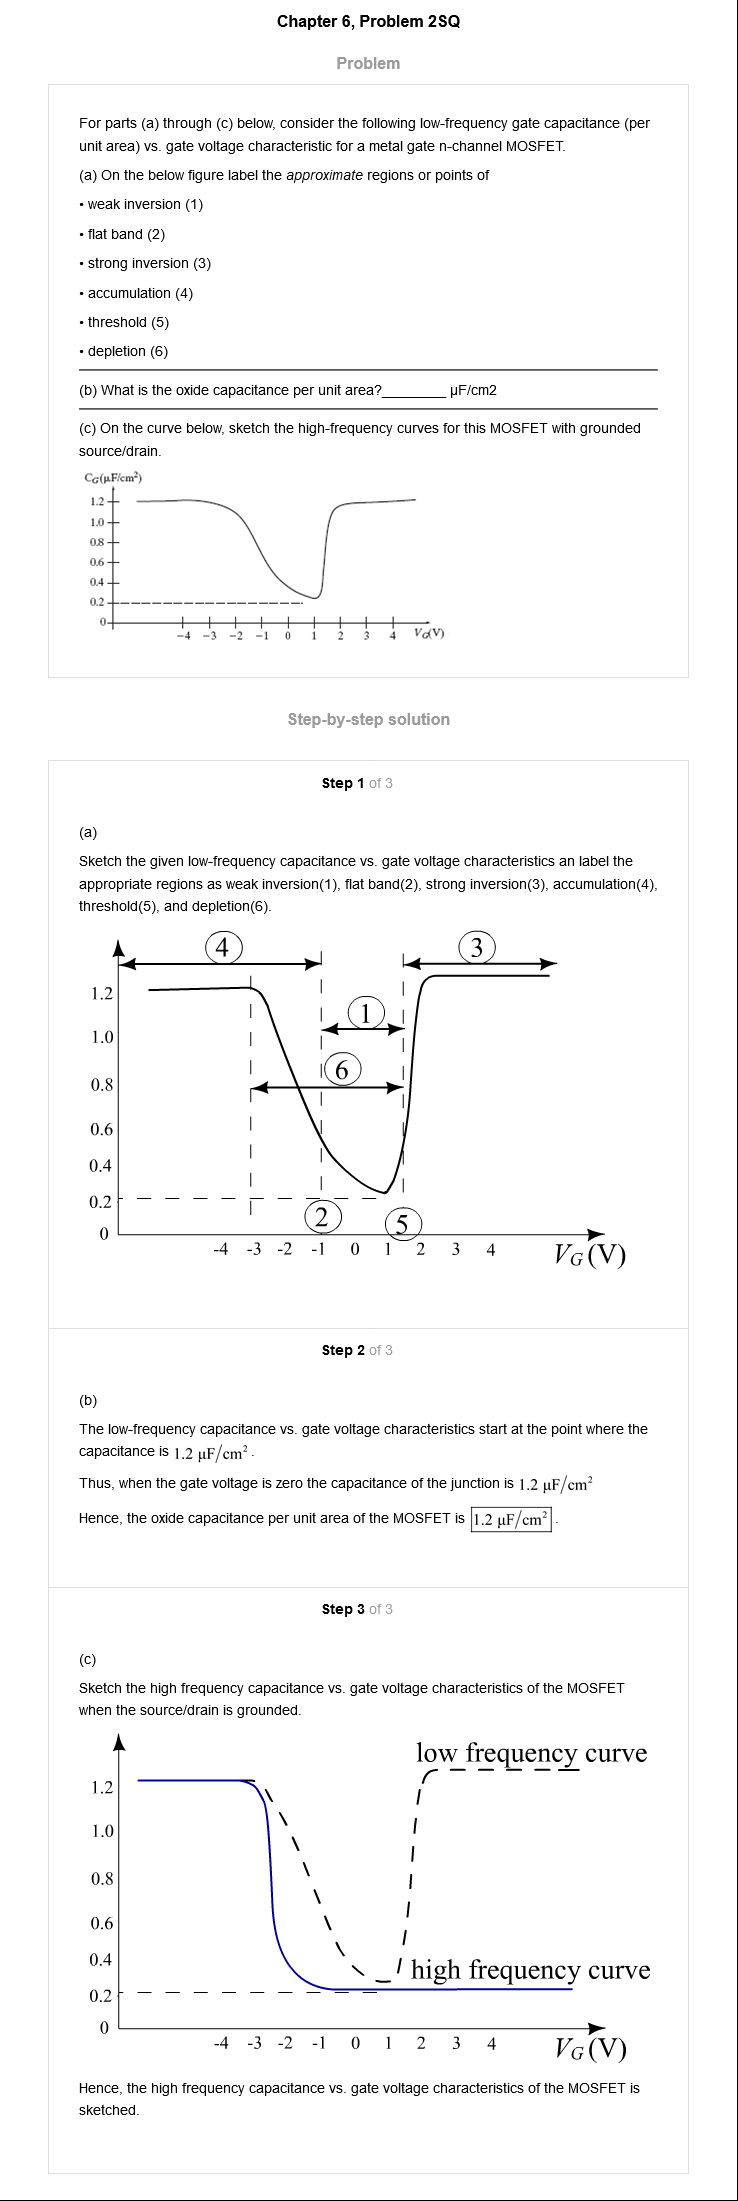 Chapter 6, Problem 2SQ
Problem
For parts (a) through (c) below, consider the following low-frequency gate capacitance (per
unit area) vs. gate voltage characteristic for a metal gate n-channel MOSFET.
(a) On the below figure label the approximate regions or points of
• weak inversion (1)
• flat band (2)
• strong inversion (3)
• accumulation (4)
• threshold (5)
• depletion (6)
(b) What is the oxide capacitance per unit area?________ μF/cm2
(c) On the curve below, sketch the high-frequency curves for this MOSFET with grounded
source/drain.
CG(μF/cm²)
1.2
1.0
0.8
0.6
0.4
0.2
0
−4 −3 −2 −1 0 1 2 3 4 VG(V)
Step-by-step solution
Step 1 of 3
(a)
Sketch the given low-frequency capacitance vs. gate voltage characteristics an label the
appropriate regions as weak inversion(1), flat band(2), strong inversion(3), accumulation(4),
threshold(5), and depletion(6).
4 3
1.2
1
1.0
6
0.8
0.6
0.4
0.2
2 5
0
-4 -3 -2 -1 0 1 2 3 4 VG(V)
Step 2 of 3
(b)
The low-frequency capacitance vs. gate voltage characteristics start at the point where the
capacitance is 1.2 μF/cm².
Thus, when the gate voltage is zero the capacitance of the junction is 1.2 μF/cm²
Hence, the oxide capacitance per unit area of the MOSFET is 1.2 μF/cm².
Step 3 of 3
(c)
Sketch the high frequency capacitance vs. gate voltage characteristics of the MOSFET
when the source/drain is grounded.
low frequency curve
1.2
1.0
0.8
0.6
0.4
high frequency curve
0.2
0
-4 -3 -2 -1 0 1 2 3 4 VG(V)
Hence, the high frequency capacitance vs. gate voltage characteristics of the MOSFET is
sketched.